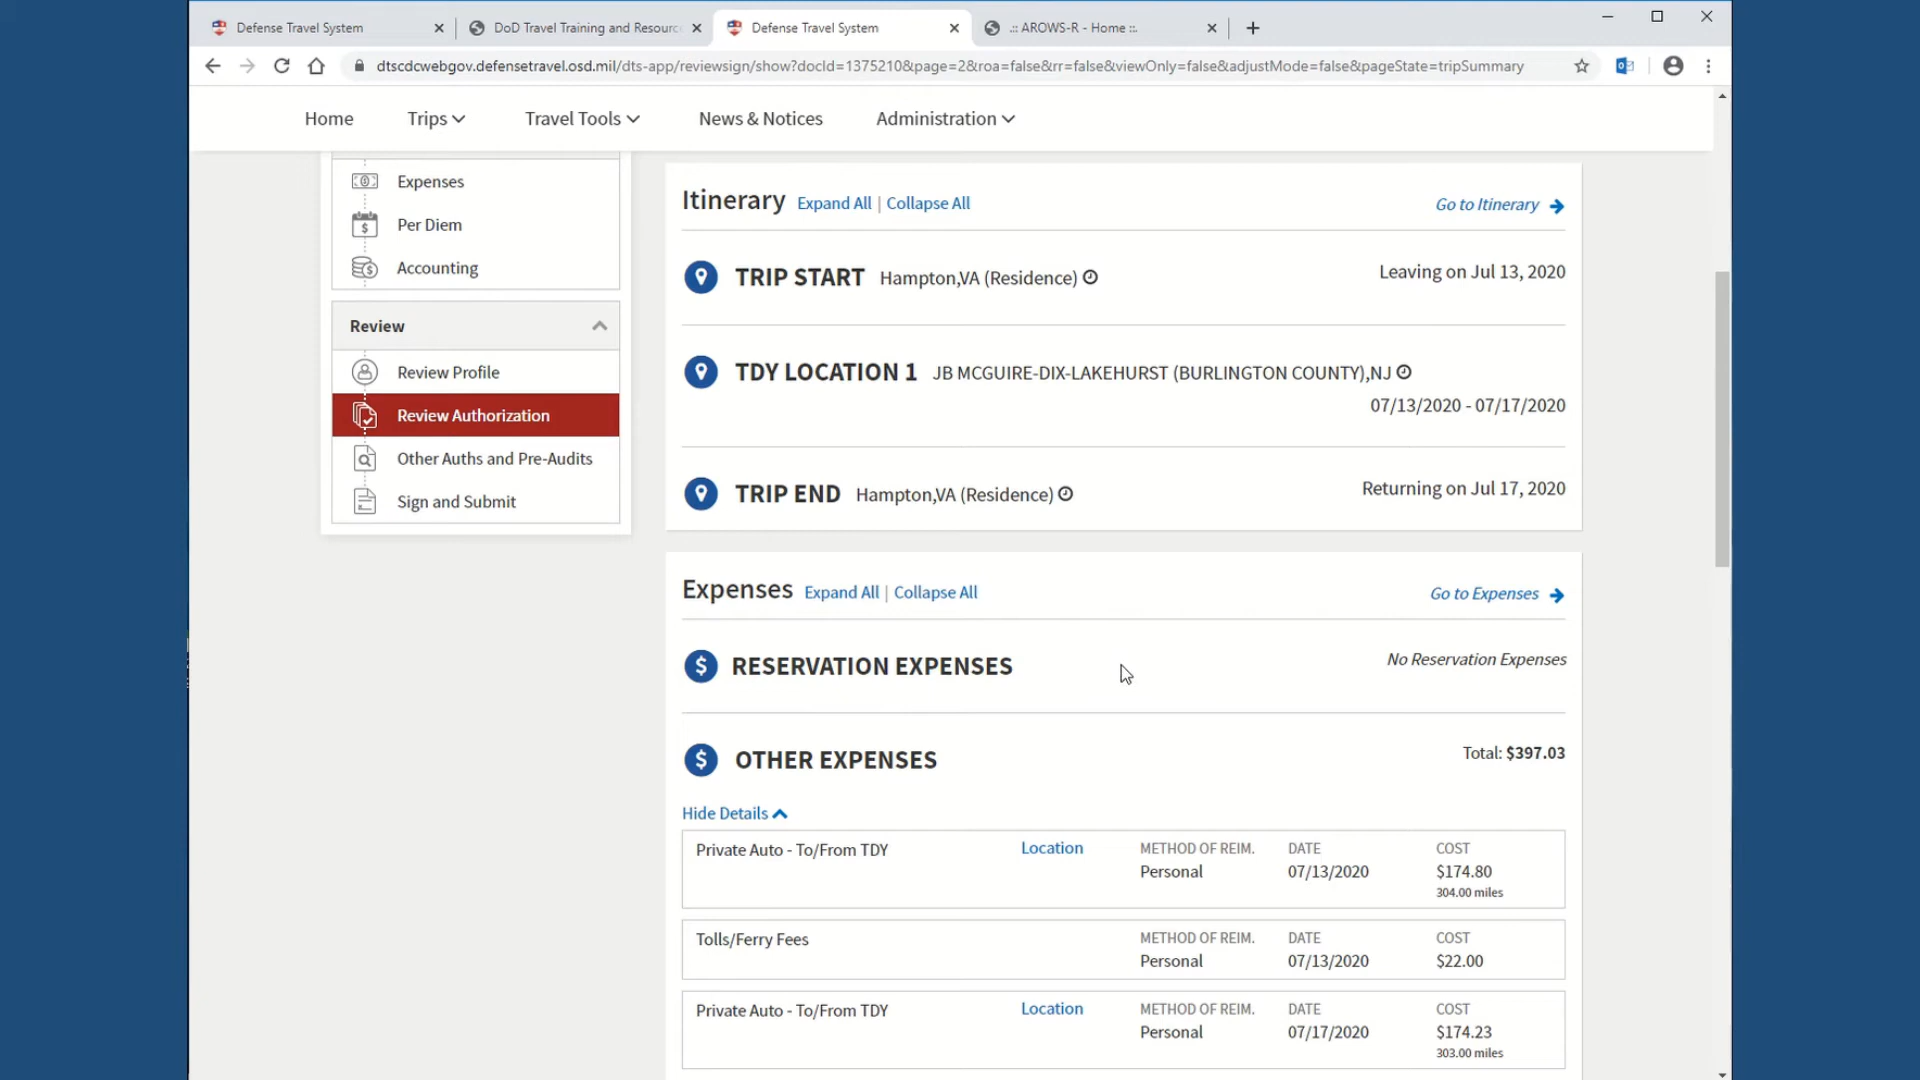 Defense Travel System
DoD Travel Training and Resourc
Defense Travel System
.:: AROWS-R - Home ::.
dtscdcwebgov.defensetravel.osd.mil/dts-app/reviewsign/show?docId=1375210&page=2&roa=false&rr=false&viewOnly=false&adjustMode=false&pageState=tripSummary
Home Trips Travel Tools News & Notices Administration
Expenses
Per Diem
Accounting
Review
Review Profile
Review Authorization
Other Auths and Pre-Audits
Sign and Submit
Itinerary Expand All | Collapse All Go to Itinerary
TRIP START Hampton,VA (Residence) Leaving on Jul 13, 2020
TDY LOCATION 1 JB MCGUIRE-DIX-LAKEHURST (BURLINGTON COUNTY),NJ
07/13/2020 - 07/17/2020
TRIP END Hampton,VA (Residence) Returning on Jul 17, 2020
Expenses Expand All | Collapse All Go to Expenses
RESERVATION EXPENSES No Reservation Expenses
OTHER EXPENSES Total: $397.03
Hide Details
Private Auto - To/From TDY Location METHOD OF REIM. DATE COST
Personal 07/13/2020 $174.80
304.00 miles
Tolls/Ferry Fees METHOD OF REIM. DATE COST
Personal 07/13/2020 $22.00
Private Auto - To/From TDY Location METHOD OF REIM. DATE COST
Personal 07/17/2020 $174.23
303.00 miles